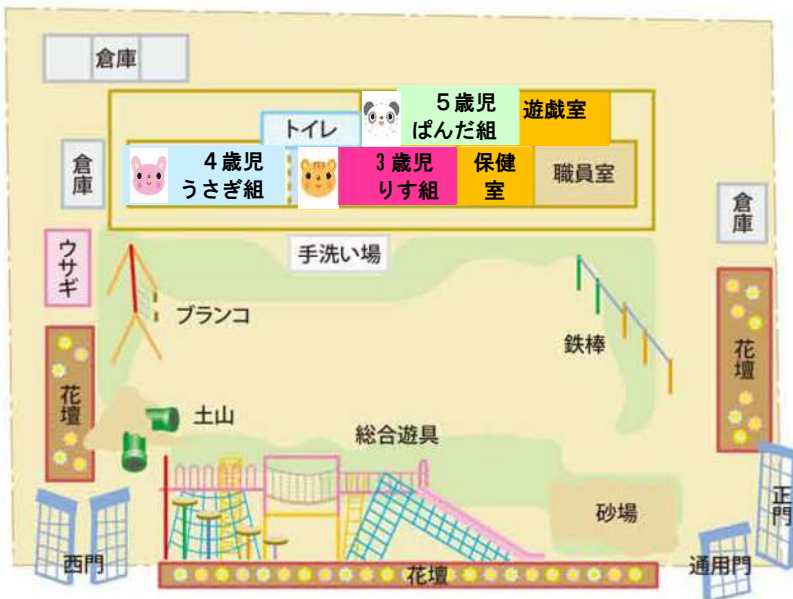 倉庫
５歳児
ぱんだ組
遊戯室
トイレ
倉庫
４歳児
うさぎ組
３歳児
りす組
保健
室
職員室
倉庫
ウサギ
手洗い場
ブランコ
鉄棒
花壇
花壇
土山
総合遊具
砂場
正門
西門
花壇
通用門